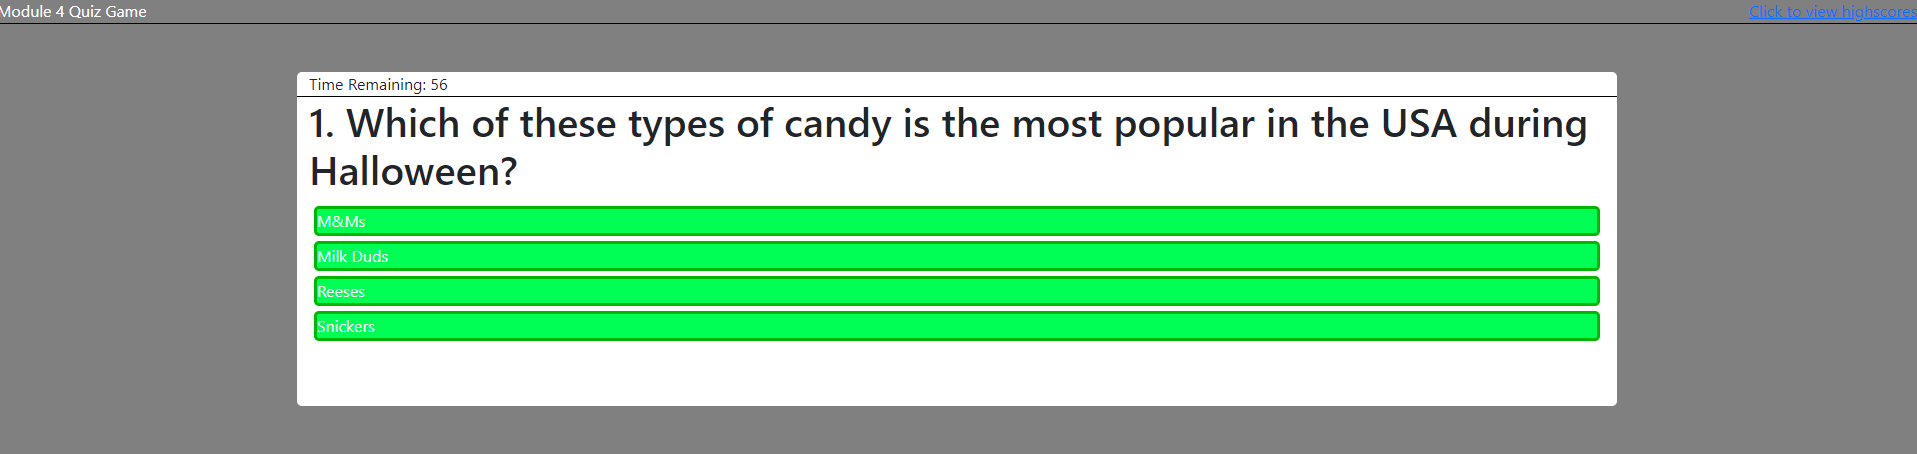 Module 4 Quiz Game
Click to view highscores
Time Remaining: 56
1. Which of these types of candy is the most popular in the USA during
Halloween?
M&Ms
Milk Duds
Reeses
Snickers